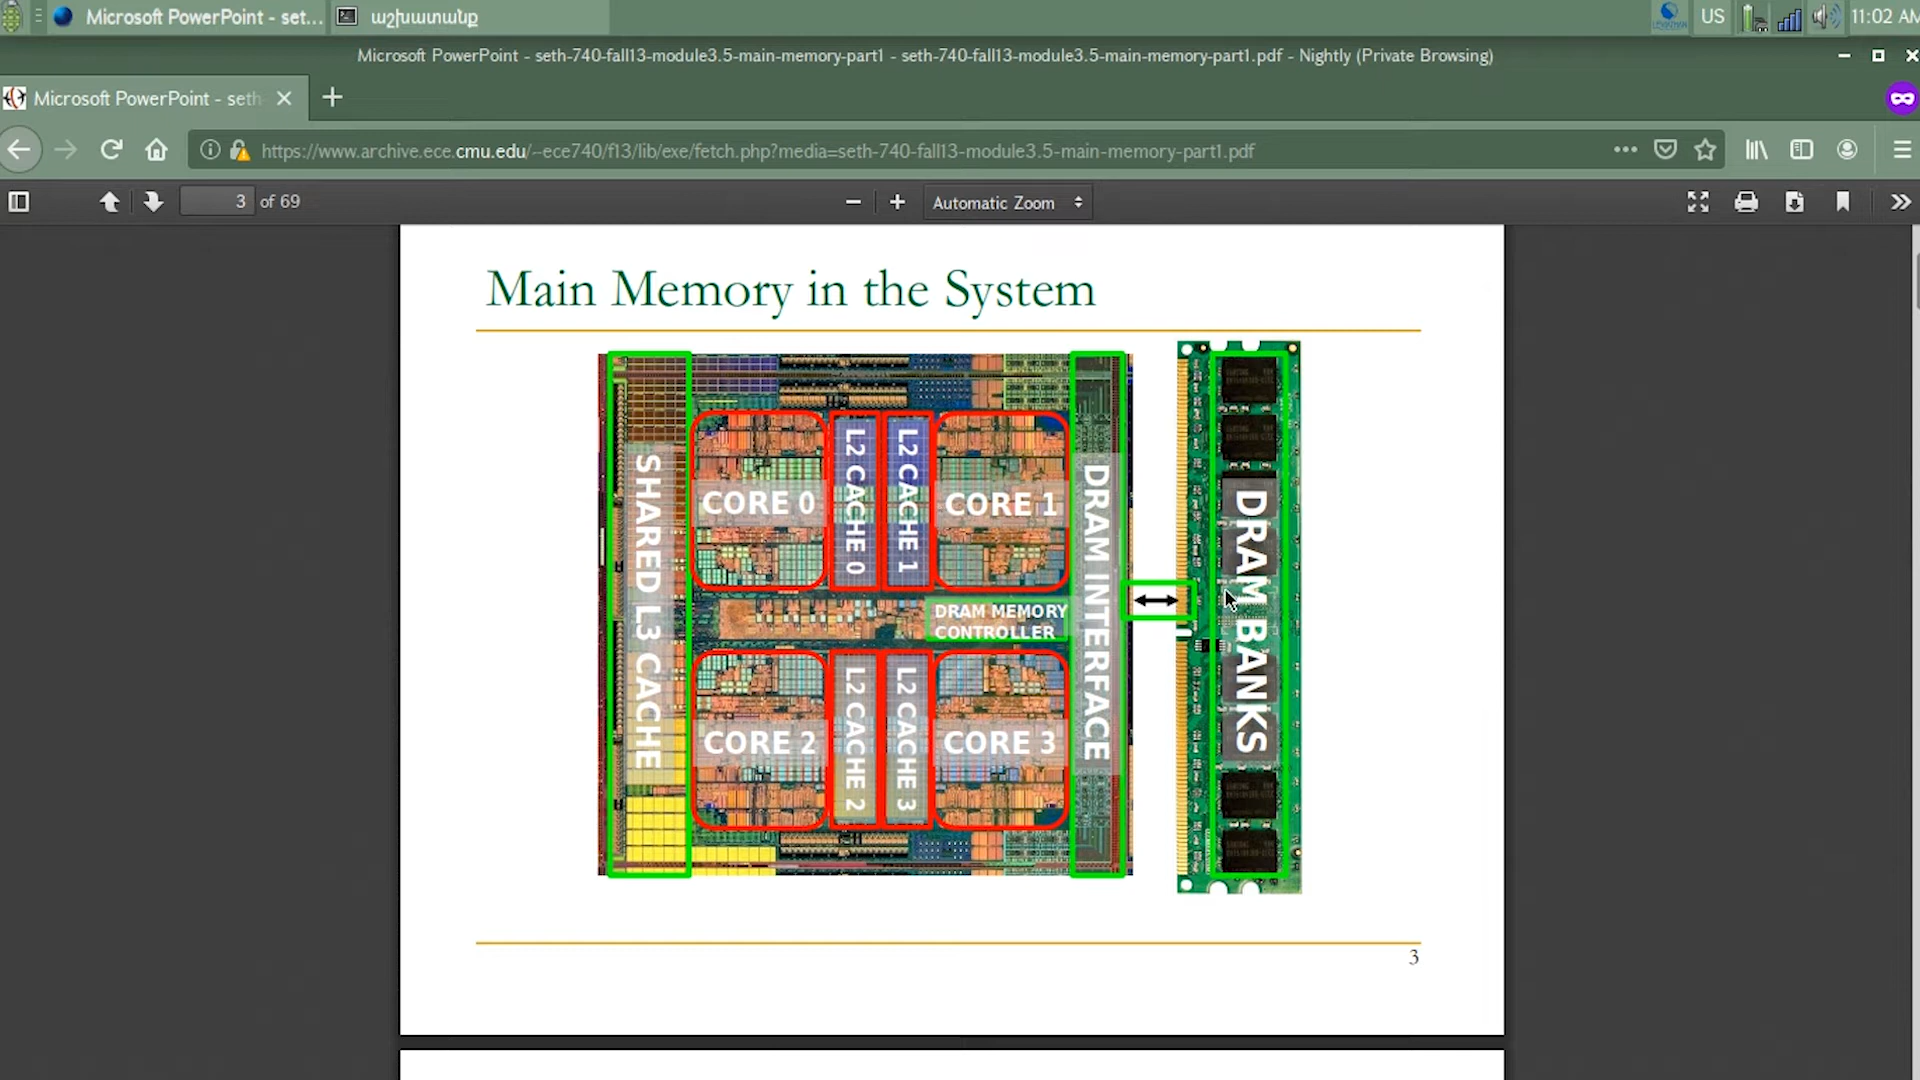 Microsoft PowerPoint - set...
աշխատանք
US
11:02 AM
Microsoft PowerPoint - seth-740-fall13-module3.5-main-memory-part1 - seth-740-fall13-module3.5-main-memory-part1.pdf - Nightly (Private Browsing)
Microsoft PowerPoint - seth-
https://www.archive.ece.cmu.edu/~ece740/f13/lib/exe/fetch.php?media=seth-740-fall13-module3.5-main-memory-part1.pdf
3 of 69
Automatic Zoom
Main Memory in the System
SHARED L3 CACHE
CORE 0
L2 CACHE 0
L2 CACHE 1
CORE 1
DRAM MEMORY
CONTROLLER
CORE 2
L2 CACHE 2
L2 CACHE 3
CORE 3
DRAM INTERFACE
DRAM BANKS
3